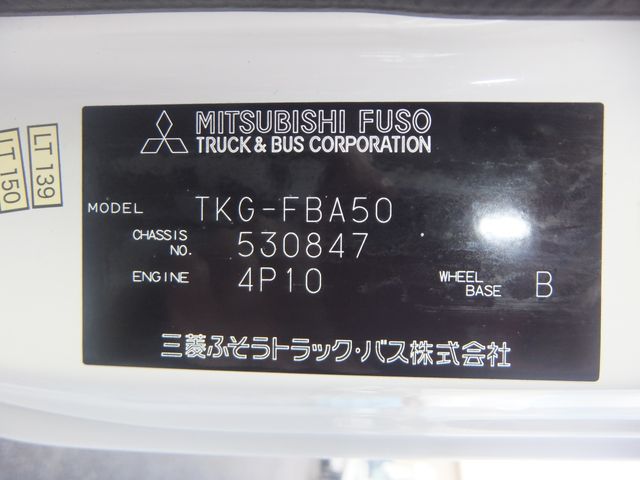 MITSUBISHI FUSO
TRUCK & BUS CORPORATION
LT 139
LT 150
MODEL TKG-FBA50
CHASSIS NO. 530847
ENGINE 4P10 WHEEL BASE B
三菱ふそうトラック・バス株式会社